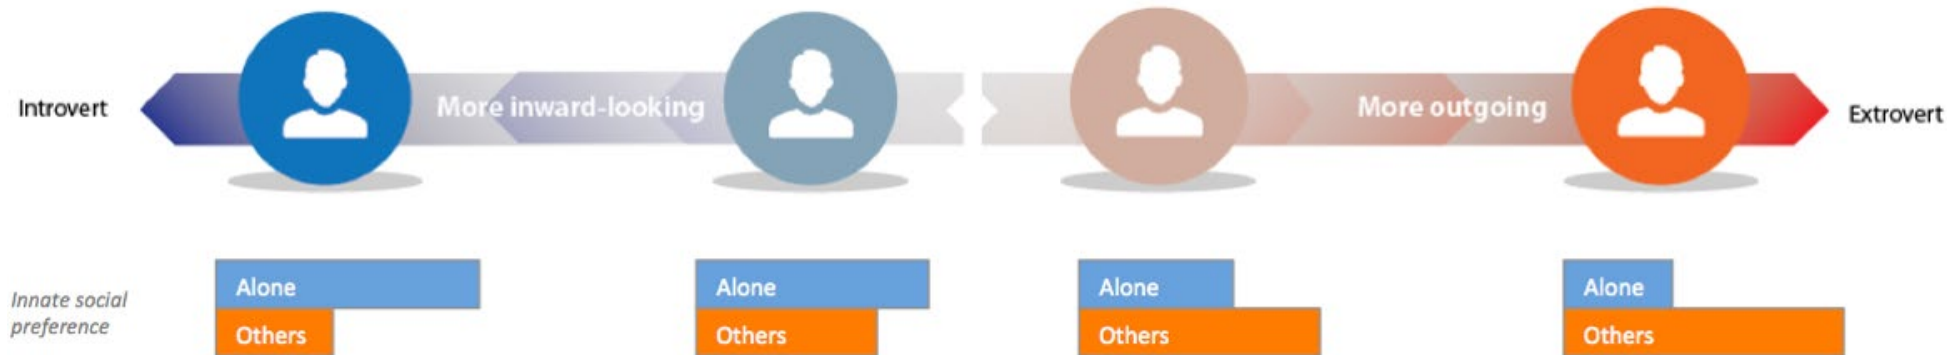 Introvert
More inward-looking
More outgoing
Extrovert
Innate social
preference
Alone
Others
Alone
Others
Alone
Others
Alone
Others